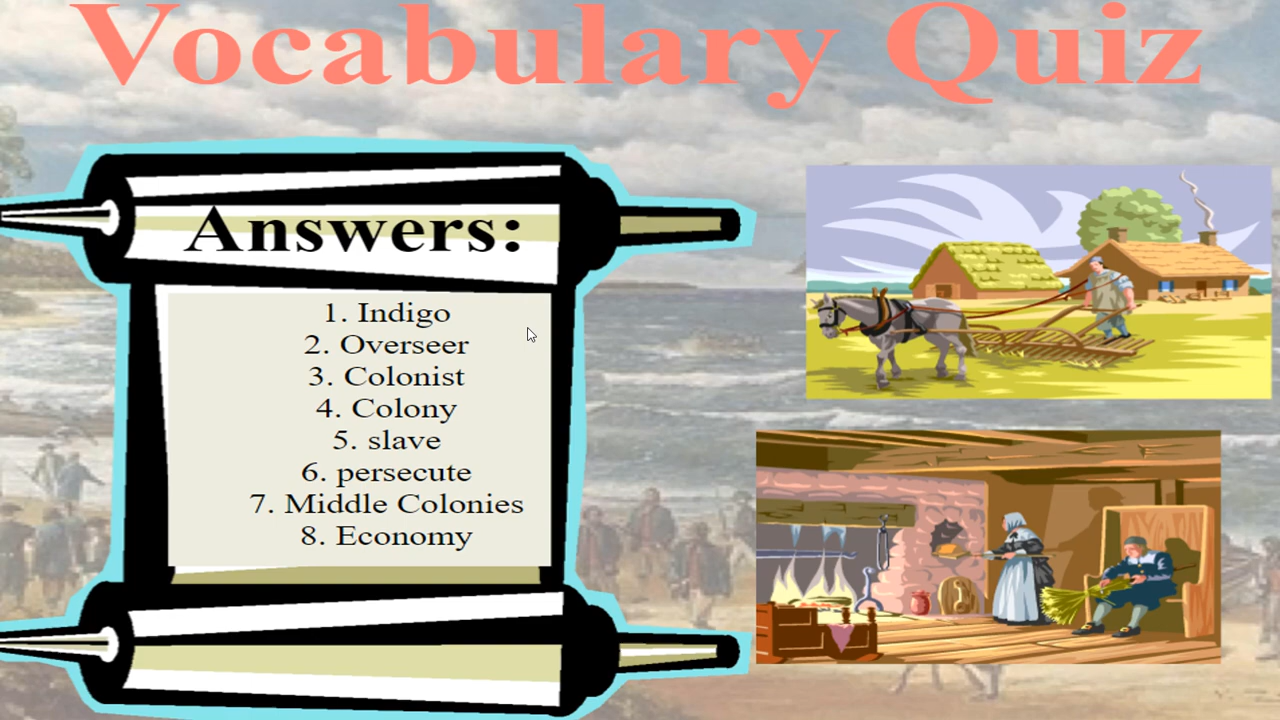 Vocabulary Quiz
Answers:
1. Indigo
2. Overseer
3. Colonist
4. Colony
5. slave
6. persecute
7. Middle Colonies
8. Economy